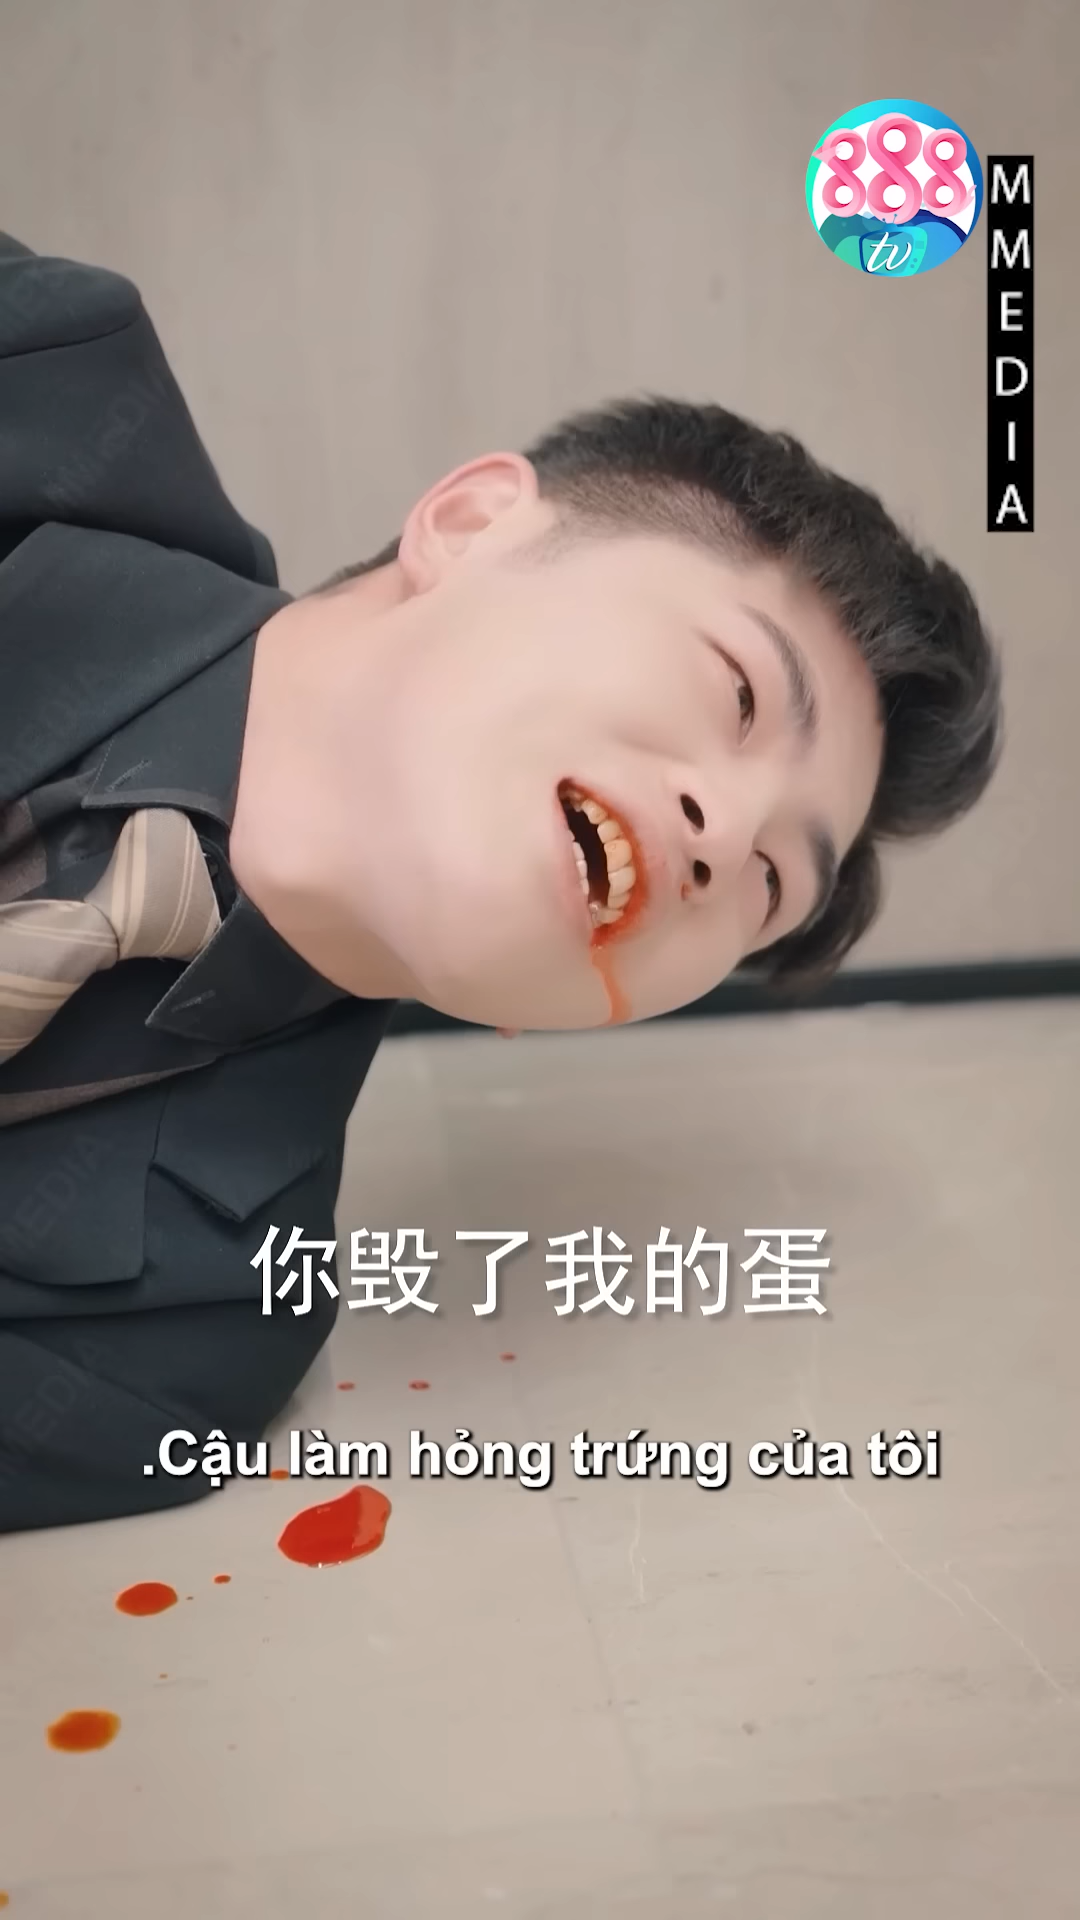 888
tv
MMEDIA
你毁了我的蛋
.Cậu làm hỏng trứng của tôi